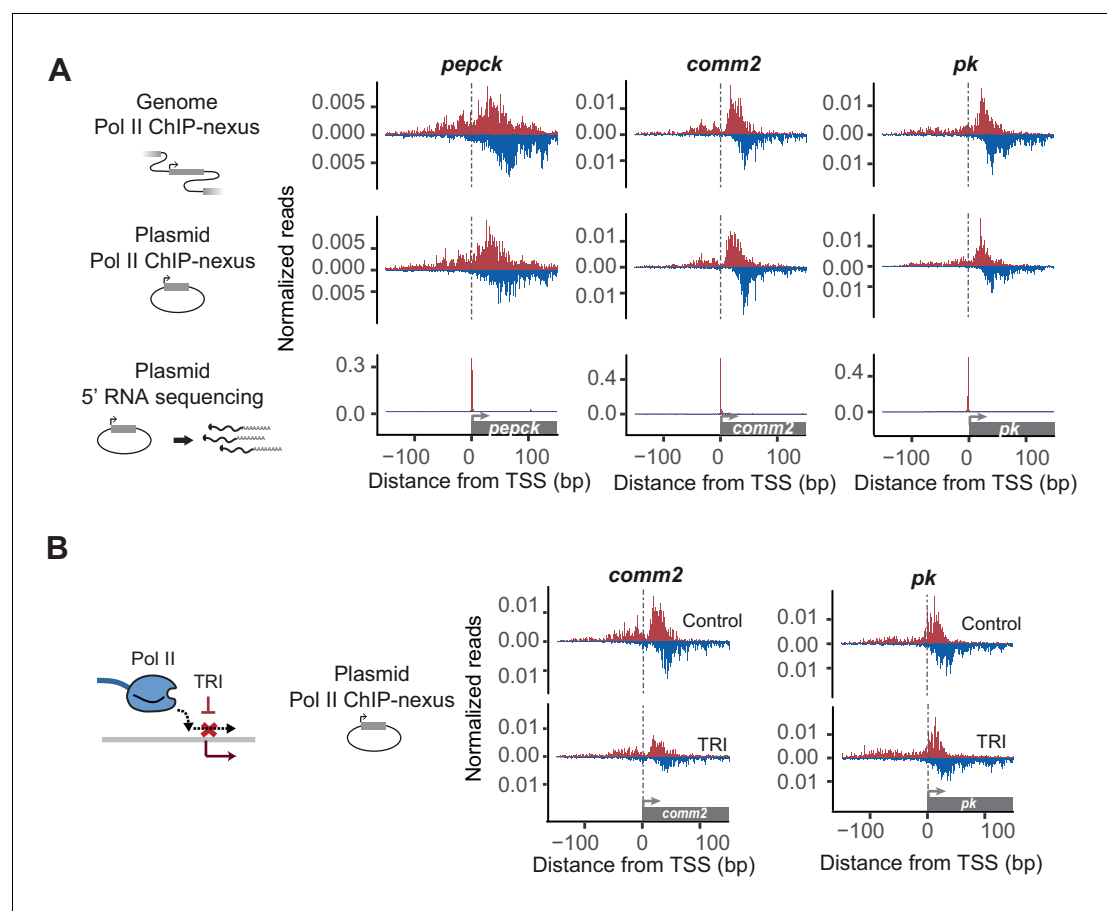 A
pepck
comm2
pk
Genome
Pol II ChIP-nexus
0.005
0.000
0.005
0.01
0.00
0.01
0.01
0.00
0.01
Normalized reads
Plasmid
Pol II ChIP-nexus
0.005
0.000
0.005
0.01
0.00
0.01
0.01
0.00
0.01
Plasmid
5' RNA sequencing
0.3
0.0
0.4
0.0
0.4
0.0
pepck
comm2
pk
−100 0 100
−100 0 100
−100 0 100
Distance from TSS (bp)
Distance from TSS (bp)
Distance from TSS (bp)
B
comm2
pk
Pol II
TRI
Plasmid
Pol II ChIP-nexus
Normalized reads
0.01
0.00
0.01
Control
0.01
0.00
0.01
Control
0.01
0.00
0.01
TRI
0.01
0.00
0.01
TRI
comm2
pk
−100 0 100
−100 0 100
Distance from TSS (bp)
Distance from TSS (bp)